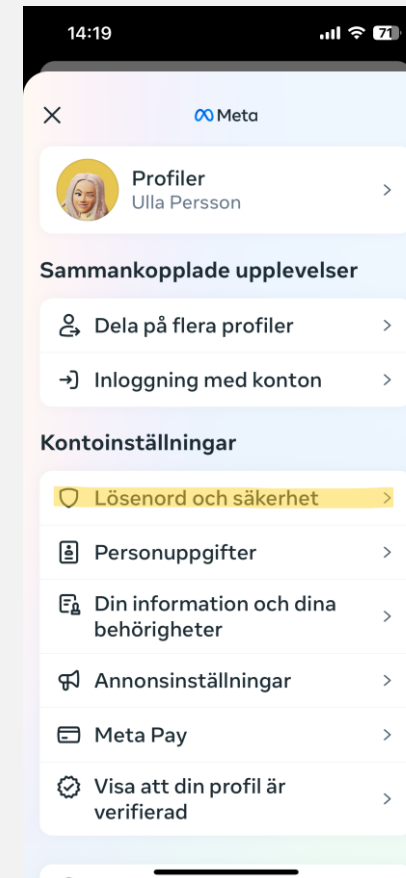 14:19
71
Meta
Profiler
Ulla Persson
Sammankopplade upplevelser
Dela på flera profiler
Inloggning med konton
Kontoinställningar
Lösenord och säkerhet
Personuppgifter
Din information och dina
behörigheter
Annonsinställningar
Meta Pay
Visa att din profil är
verifierad